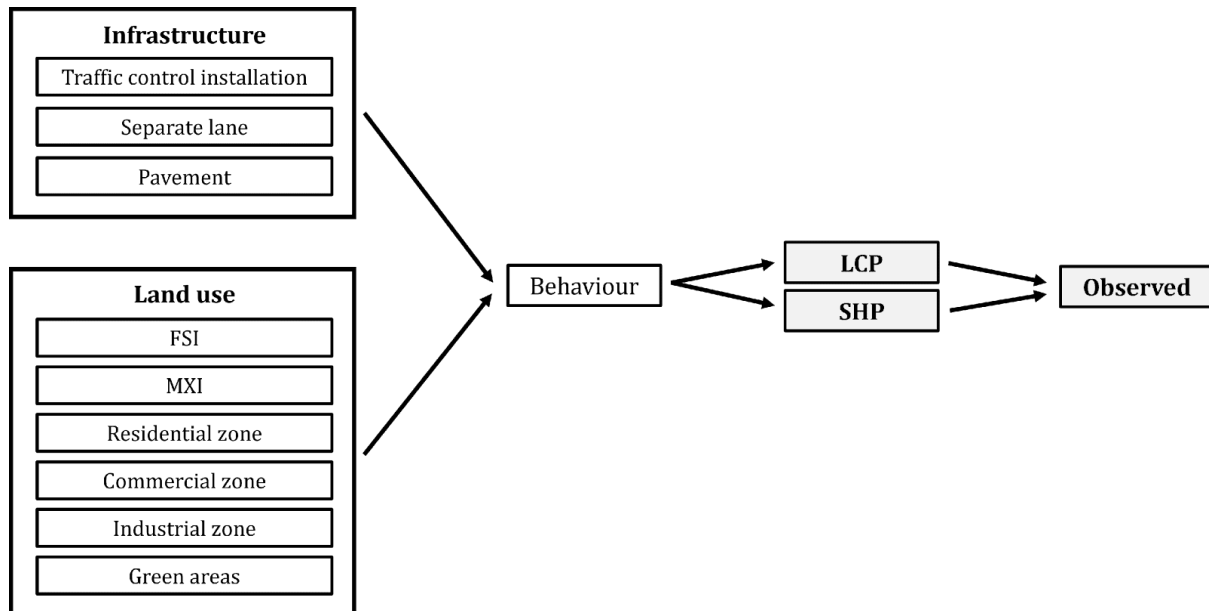 Infrastructure
Traffic control installation
Separate lane
Pavement
Land use
FSI
MXI
Residential zone
Commercial zone
Industrial zone
Green areas
Behaviour
LCP
SHP
Observed